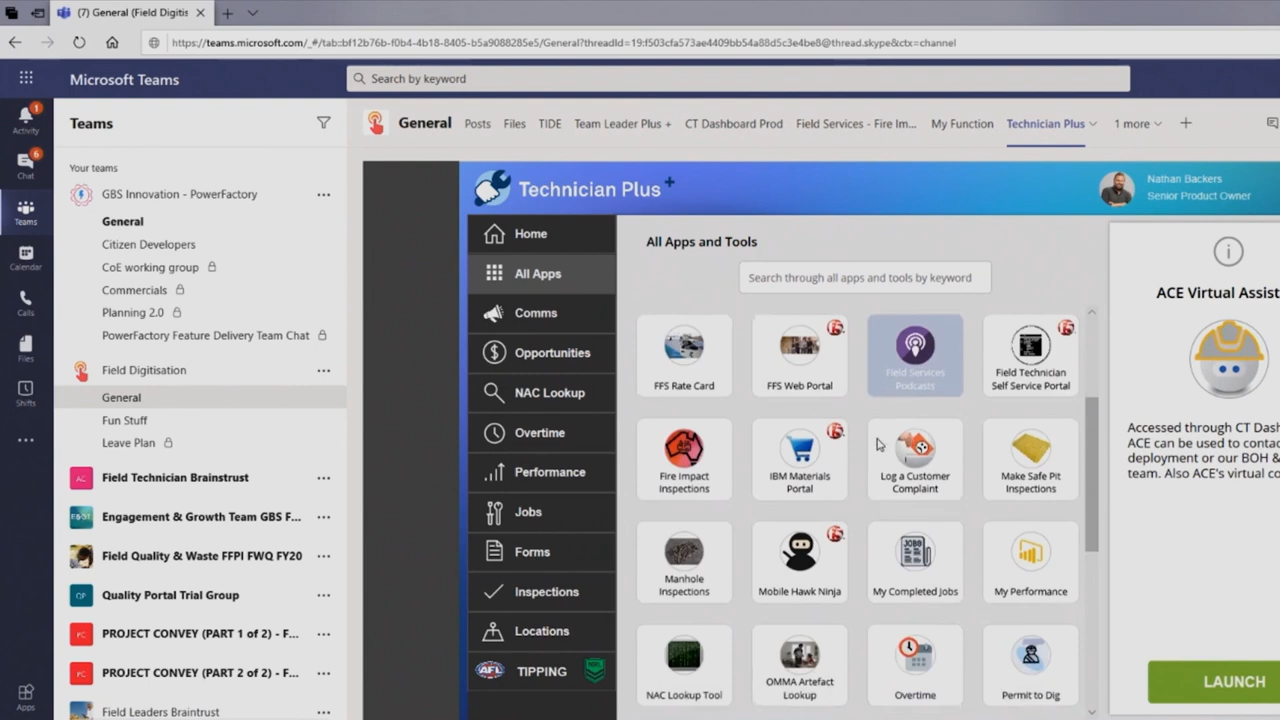 (7) General (Field Digitis
https://teams.microsoft.com/_#/tab::bf12b76b-f0b4-4b18-8405-b5a9088285e5/General?threadId=19:f503cfa573ae4409bb54a88d5c3e4be8@thread.skype&ctx=channel
Microsoft Teams
Search by keyword
1
Activity
6
Chat
Teams
Calendar
Calls
Files
Shifts
Apps
Teams
Your teams
GBS Innovation - PowerFactory
General
Citizen Developers
CoE working group
Commercials
Planning 2.0
PowerFactory Feature Delivery Team Chat
Field Digitisation
General
Fun Stuff
Leave Plan
AC
Field Technician Brainstrust
Engagement & Growth Team GBS F...
Field Quality & Waste FFPI FWQ FY20
QP
Quality Portal Trial Group
PC
PROJECT CONVEY (PART 1 of 2) - F...
PC
PROJECT CONVEY (PART 2 of 2) - F...
Field Leaders Braintrust
General
Posts
Files
TIDE
Team Leader Plus +
CT Dashboard Prod
Field Services - Fire Im...
My Function
Technician Plus
1 more
Technician Plus+
Nathan Backers
Senior Product Owner
Home
All Apps
Comms
Opportunities
NAC Lookup
Overtime
Performance
Jobs
Forms
Inspections
Locations
AFL
TIPPING
All Apps and Tools
Search through all apps and tools by keyword
FFS Rate Card
FFS Web Portal
Field Services
Podcasts
Field Technician
Self Service Portal
Fire Impact
Inspections
IBM Materials
Portal
Log a Customer
Complaint
Make Safe Pit
Inspections
Manhole
Inspections
Mobile Hawk Ninja
JOBS
My Completed Jobs
My Performance
NAC Lookup Tool
OMMA Artefact
Lookup
Overtime
Permit to Dig
ACE Virtual Assist
Accessed through CT Dash
ACE can be used to contac
deployment or our BOH &
team. Also ACE's virtual co
LAUNCH